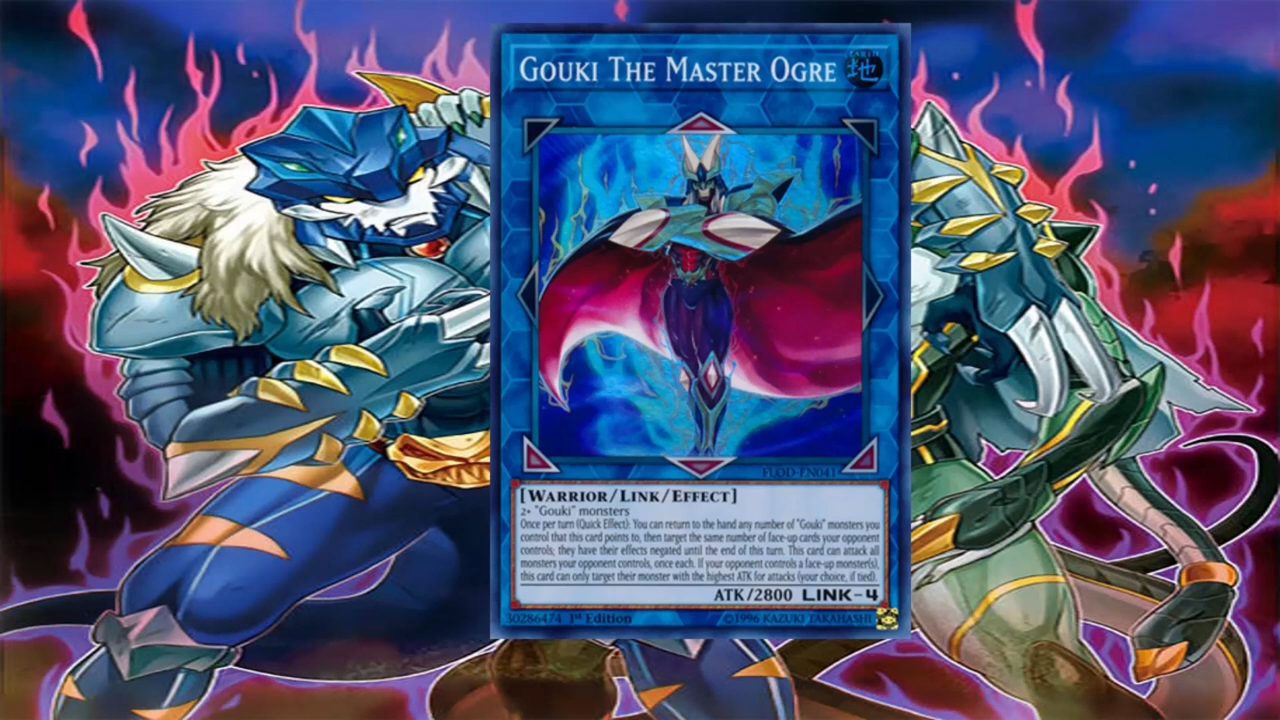 GOUKI THE MASTER OGRE
EARTH
地
FLOD-EN041
[WARRIOR/LINK/EFFECT]
2+ "Gouki" monsters
Once per turn (Quick Effect): You can return to the hand any number of "Gouki" monsters you
control that this card points to, then target the same number of face-up cards your opponent
controls; they have their effects negated until the end of this turn. This card can attack all
monsters your opponent controls, once each. If your opponent controls a face-up monster(s),
this card can only target their monster with the highest ATK for attacks (your choice, if tied).
ATK/2800 LINK-4
30286474 1st Edition ©1996 KAZUKI TAKAHASHI